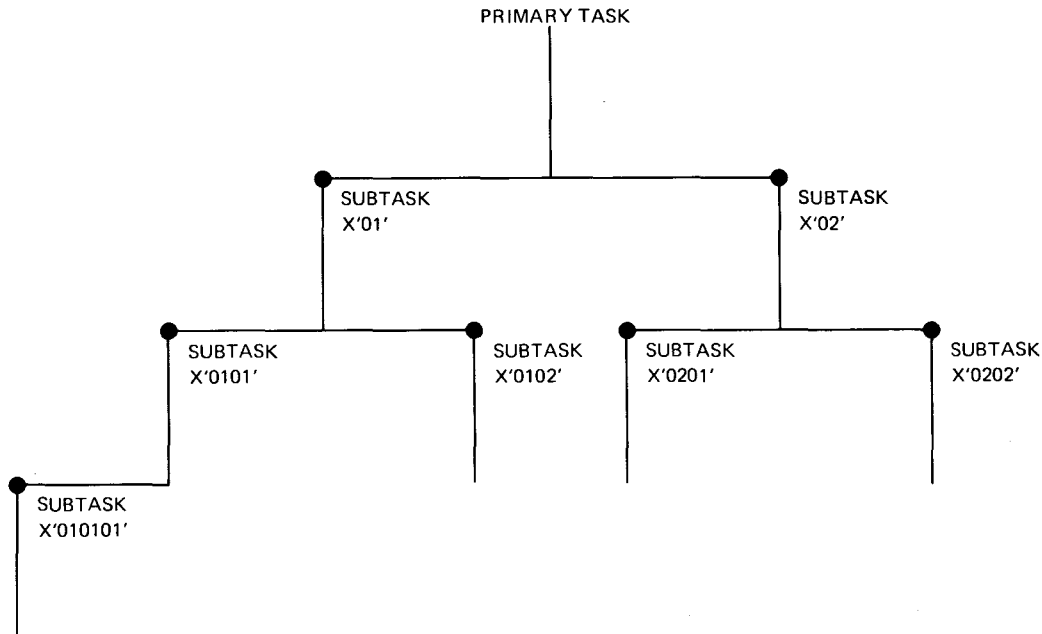 PRIMARY TASK
SUBTASK
X'01'
SUBTASK
X'02'
SUBTASK
X'0101'
SUBTASK
X'0102'
SUBTASK
X'0201'
SUBTASK
X'0202'
SUBTASK
X'010101'